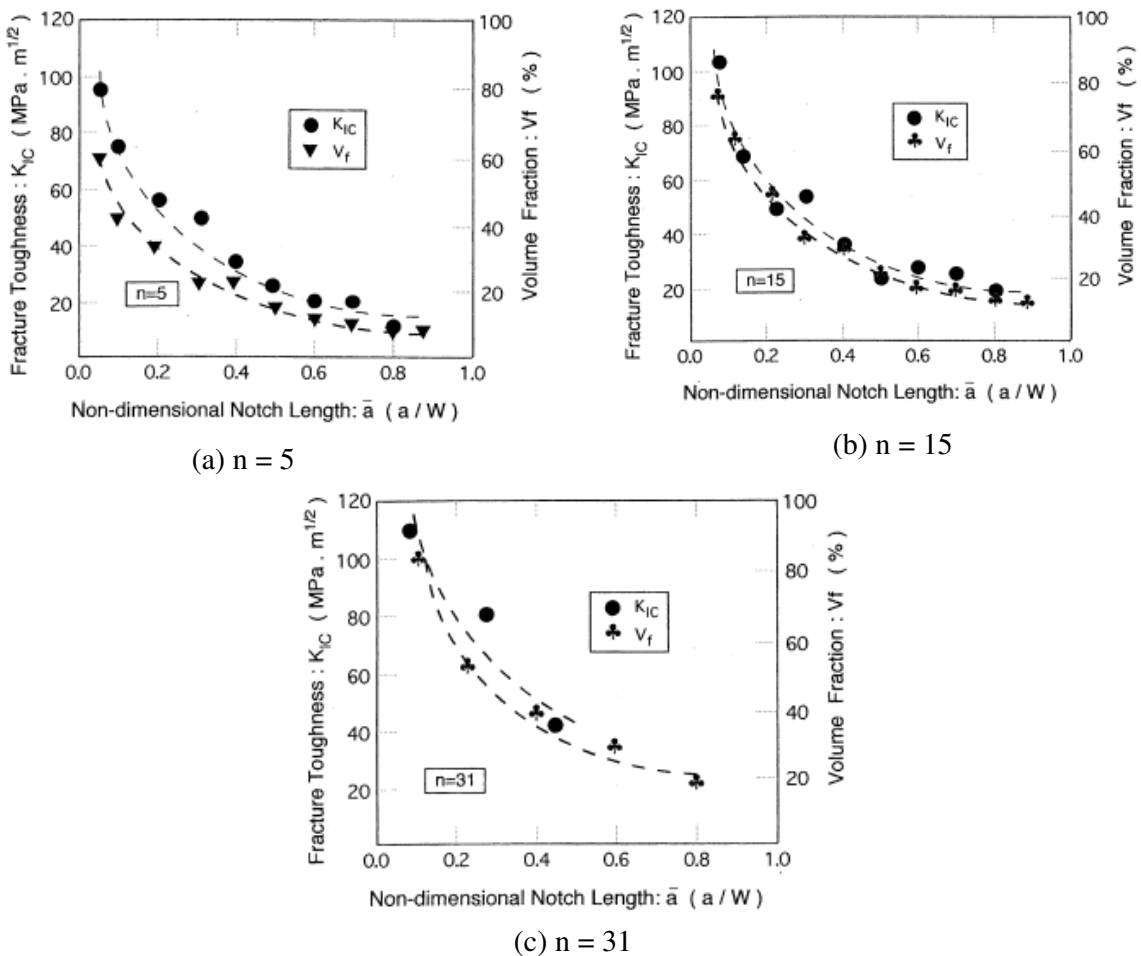 120
100
80
60
40
20
Fracture Toughness : K_IC ( MPa . m^1/2 )
100
80
60
40
20
Volume Fraction : Vf ( % )
K_IC
V_f
n=5
0.0 0.2 0.4 0.6 0.8 1.0
Non-dimensional Notch Length: ā ( a / W )
(a) n = 5
120
100
80
60
40
20
Fracture Toughness : K_IC ( MPa . m^1/2 )
100
80
60
40
20
Volume Fraction : Vf ( % )
K_IC
V_f
n=15
0.0 0.2 0.4 0.6 0.8 1.0
Non-dimensional Notch Length: ā ( a / W )
(b) n = 15
120
100
80
60
40
20
Fracture Toughness : K_IC ( MPa . m^1/2 )
100
80
60
40
20
Volume Fraction : Vf ( % )
K_IC
V_f
n=31
0.0 0.2 0.4 0.6 0.8 1.0
Non-dimensional Notch Length: ā ( a / W )
(c) n = 31